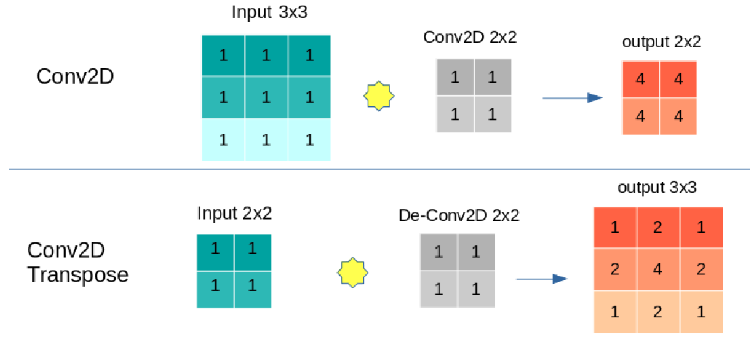 Input 3x3
Conv2D 2x2
output 2x2
Conv2D
1 1 1
1 1 1
1 1 1
1 1
1 1
4 4
4 4
Input 2x2
De-Conv2D 2x2
output 3x3
Conv2D
Transpose
1 1
1 1
1 1
1 1
1 2 1
2 4 2
1 2 1